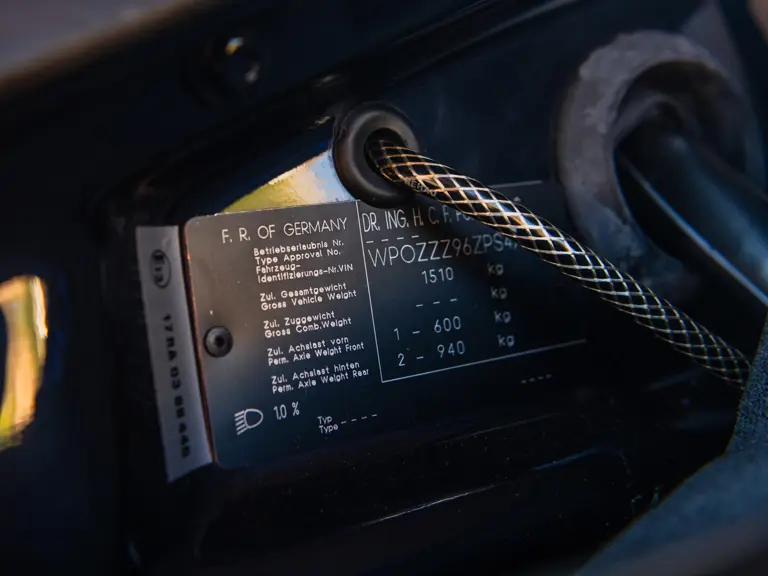 F. R. OF GERMANY
DR. ING. H. C. F.
Betriebserlaubnis Nr.
Type Approval No.
- - - -
Fahrzeug-
Identifizierungs-Nr.VIN
WPOZZZ96ZPS4
Zul. Gesamtgewicht
Gross Vehicle Weight
1510 kg
Zul. Zuggewicht
Gross Comb.Weight
- - - kg
Zul. Achslast vorn
Perm. Axle Weight Front
1 - 600 kg
Zul. Achslast hinten
Perm. Axle Weight Rear
2 - 940 kg
1.0 %
Typ
Type - - - -
- - - -